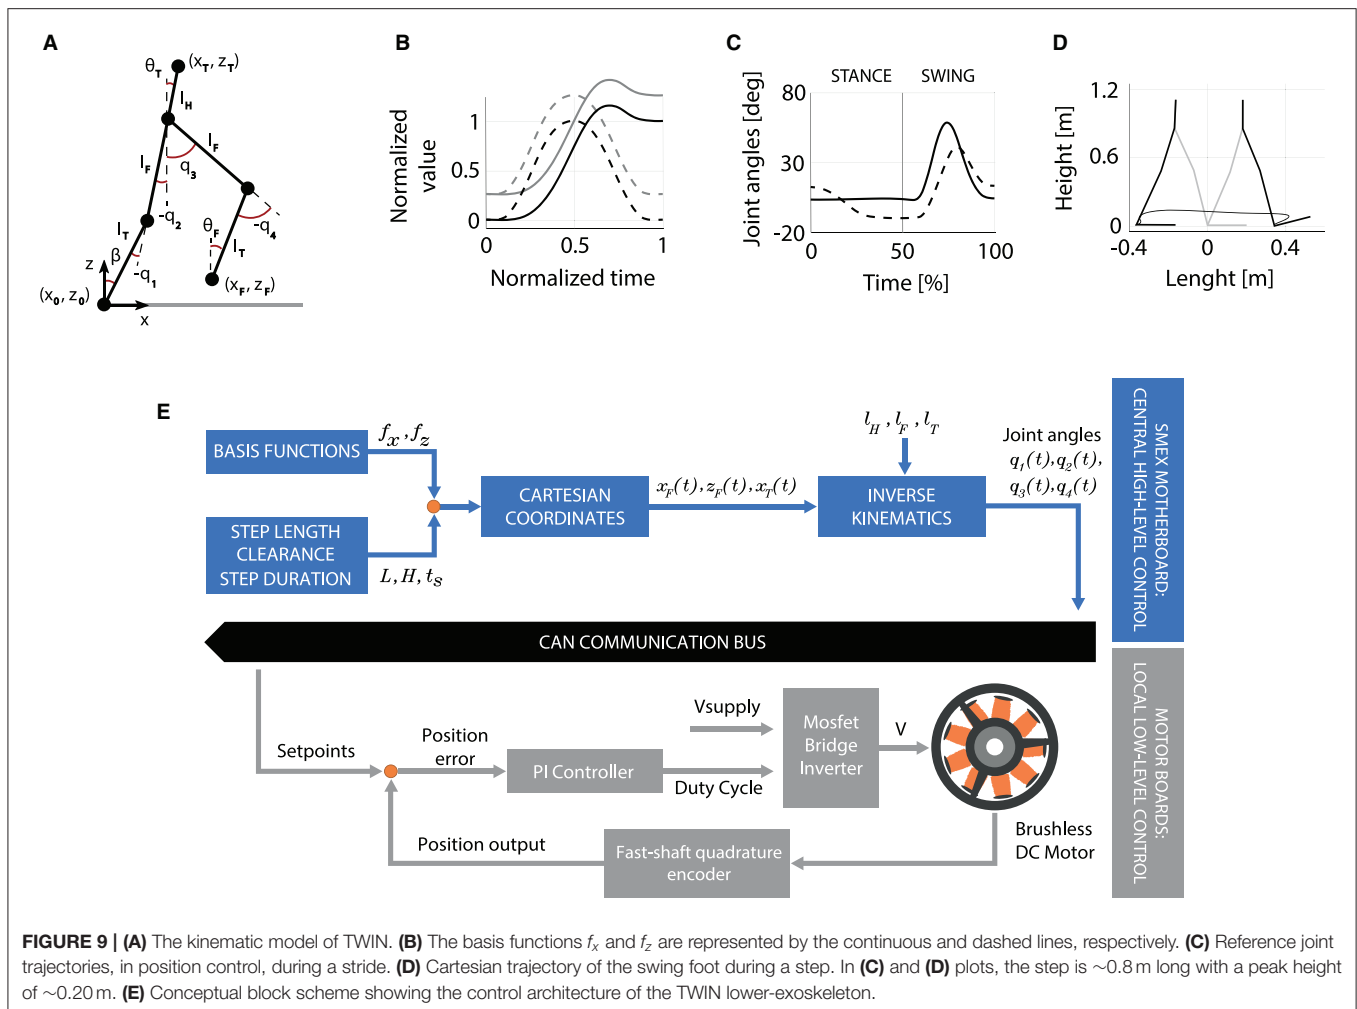 A
θT
(xT, zT)
lH
lF
lF
q3
-q2
lT
β
-q1
z
(x0, z0)
x
θF
lT
-q4
(xF, zF)
B
Normalized
value
1
0.5
0
0
0.5
1
Normalized time
C
STANCE
SWING
Joint angles [deg]
80
30
-20
0
50
100
Time [%]
D
Height [m]
1.2
0.6
0
-0.4
0
0.4
Lenght [m]
E
BASIS FUNCTIONS
fx, fz
STEP LENGTH
CLEARANCE
STEP DURATION
L, H, ts
CARTESIAN
COORDINATES
xF(t), zF(t), xT(t)
lH, lF, lT
INVERSE
KINEMATICS
Joint angles
q1(t), q2(t),
q3(t), q4(t)
SMEX MOTHERBOARD:
CENTRAL HIGH-LEVEL CONTROL
CAN COMMUNICATION BUS
Setpoints
Position
error
PI Controller
Vsupply
Duty Cycle
Mosfet
Bridge
Inverter
V
Brushless
DC Motor
Position output
Fast-shaft quadrature
encoder
MOTOR BOARDS:
LOCAL LOW-LEVEL CONTROL
FIGURE 9 | (A) The kinematic model of TWIN. (B) The basis functions fx and fz are represented by the continuous and dashed lines, respectively. (C) Reference joint
trajectories, in position control, during a stride. (D) Cartesian trajectory of the swing foot during a step. In (C) and (D) plots, the step is ∼0.8 m long with a peak height
of ∼0.20 m. (E) Conceptual block scheme showing the control architecture of the TWIN lower-exoskeleton.